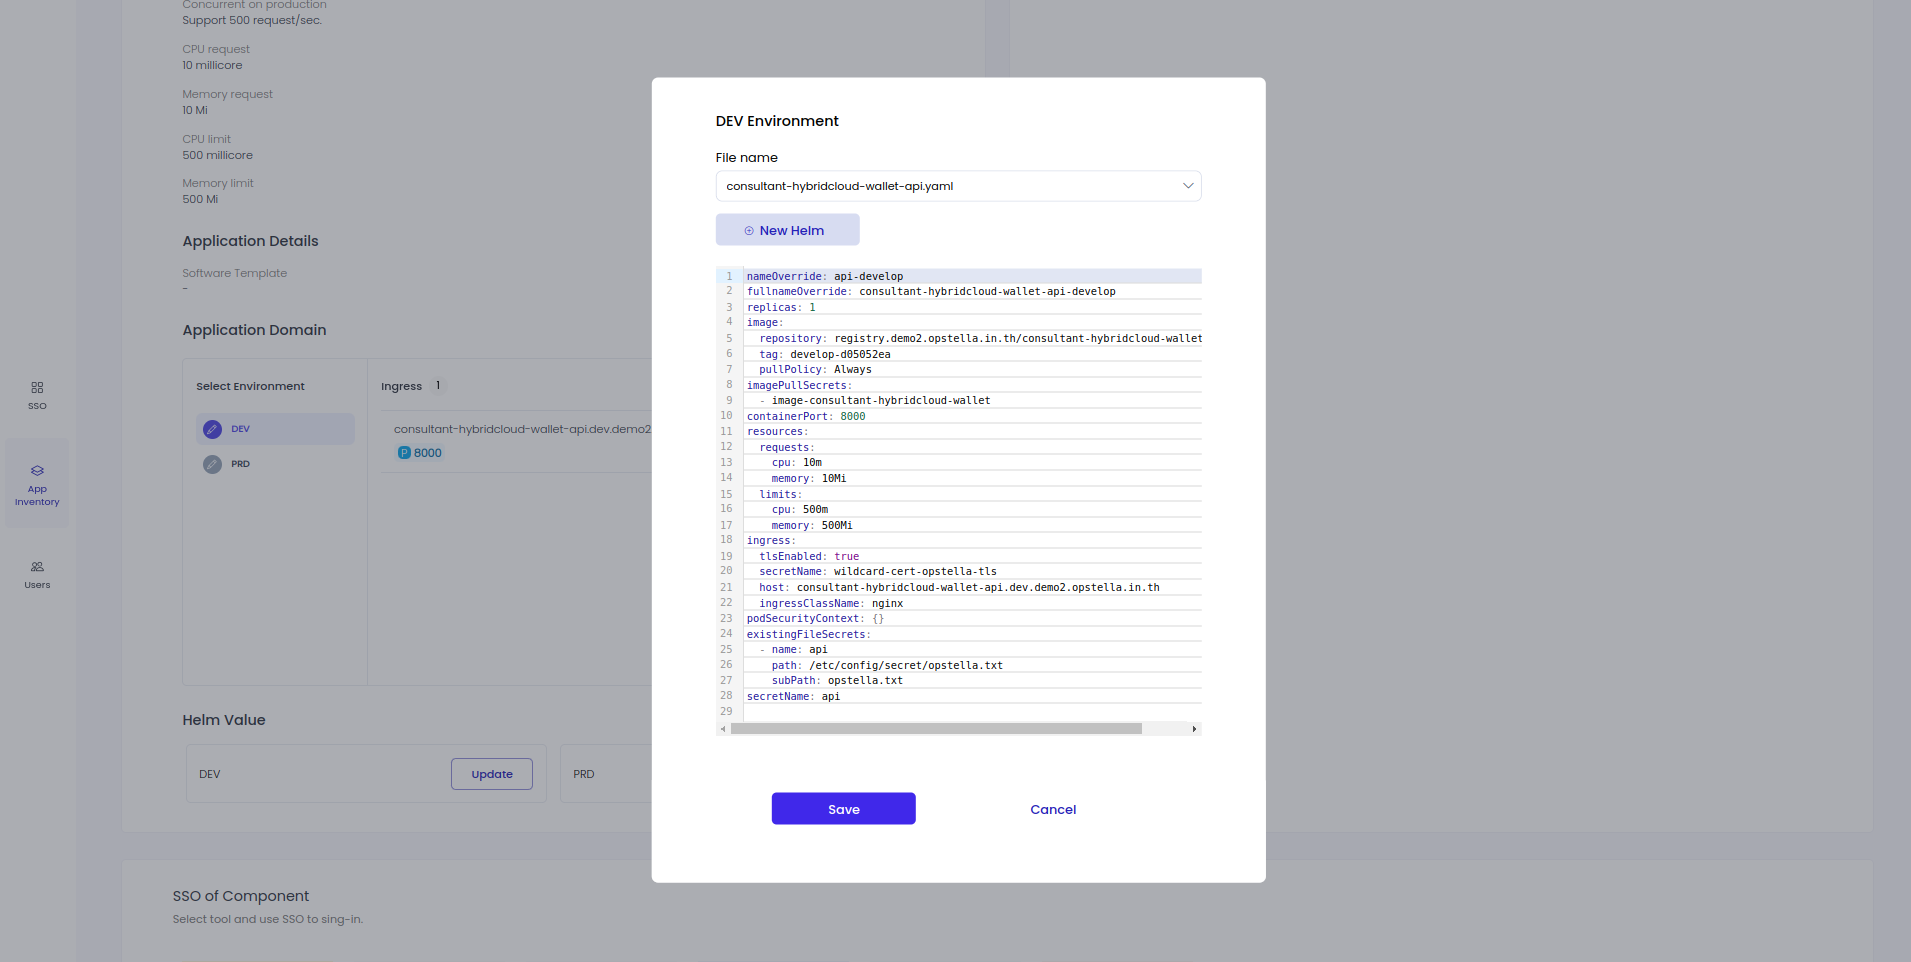 Concurrent on production
Support 500 request/sec.
CPU request
10 millicore
Memory request
10 Mi
CPU limit
500 millicore
Memory limit
500 Mi
Application Details
Software Template
-
Application Domain
Select Environment
DEV
PRD
Ingress 1
consultant-hybridcloud-wallet-api.dev.demo2
P 8000
SSO
App
Inventory
Users
Helm Value
DEV
Update
PRD
SSO of Component
Select tool and use SSO to sing-in.
DEV Environment
File name
consultant-hybridcloud-wallet-api.yaml
New Helm
1 nameOverride: api-develop
2 fullnameOverride: consultant-hybridcloud-wallet-api-develop
3 replicas: 1
4 image:
5 repository: registry.demo2.opstella.in.th/consultant-hybridcloud-wallet
6 tag: develop-d05052ea
7 pullPolicy: Always
8 imagePullSecrets:
9 - image-consultant-hybridcloud-wallet
10 containerPort: 8000
11 resources:
12 requests:
13 cpu: 10m
14 memory: 10Mi
15 limits:
16 cpu: 500m
17 memory: 500Mi
18 ingress:
19 tlsEnabled: true
20 secretName: wildcard-cert-opstella-tls
21 host: consultant-hybridcloud-wallet-api.dev.demo2.opstella.in.th
22 ingressClassName: nginx
23 podSecurityContext: {}
24 existingFileSecrets:
25 - name: api
26 path: /etc/config/secret/opstella.txt
27 subPath: opstella.txt
28 secretName: api
29
Save
Cancel